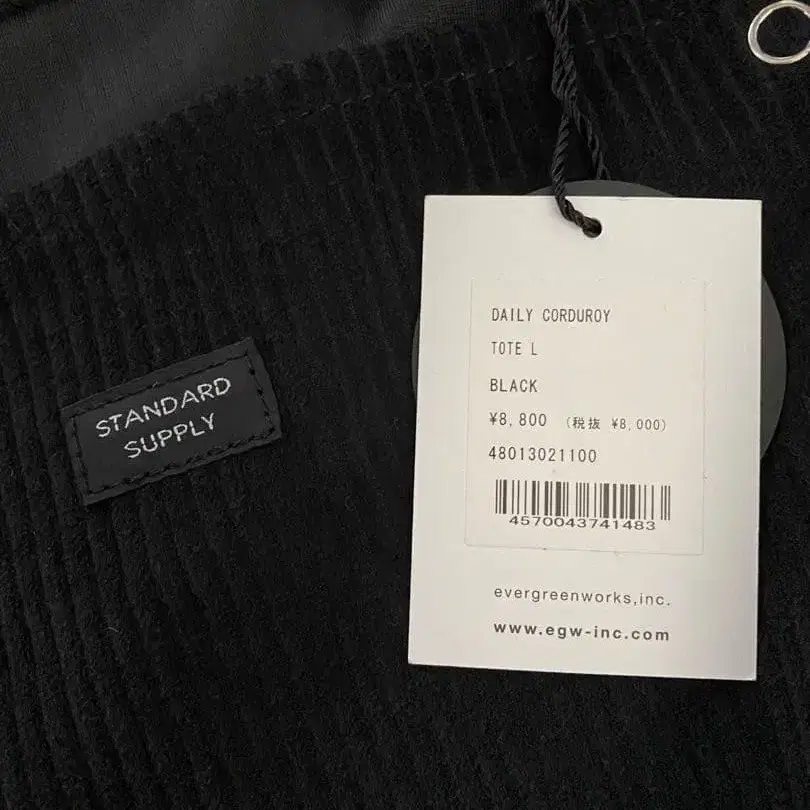 STANDARD
SUPPLY
DAILY CORDUROY
TOTE L
BLACK
¥8,800 (税抜 ¥8,000)
48013021100
4570043741483
evergreenworks,inc.
www.egw-inc.com